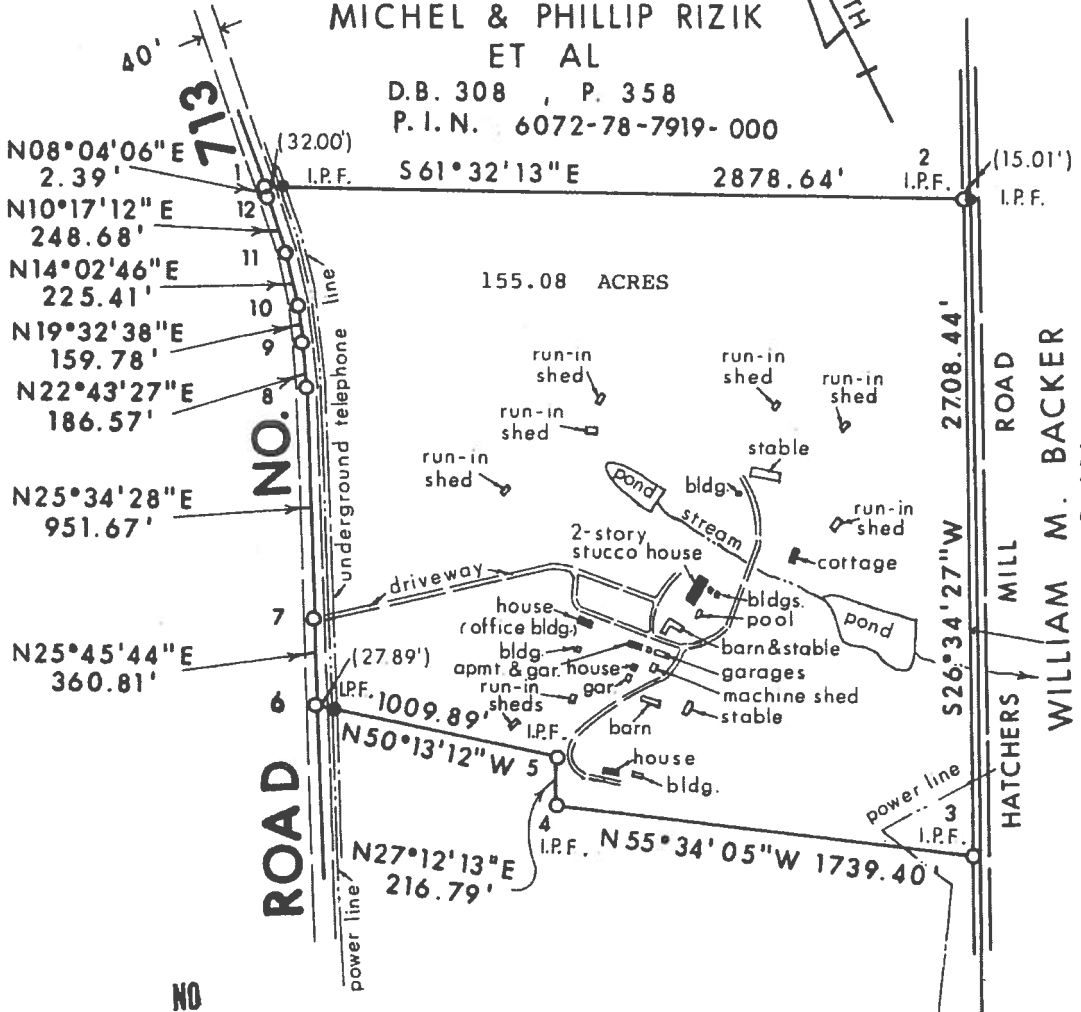 MICHEL & PHILLIP RIZIK
ET AL
D.B. 308 , P. 358
P.I.N. 6072-78-7919-000
TH
40'
713
(32.00')
N08°04'06"E
2.39'
1
I.P.F.
S61°32'13"E
2878.64'
2
I.P.F.
(15.01')
I.P.F.
12
N10°17'12"E
248.68'
11
N14°02'46"E
225.41'
10
line
155.08 ACRES
N19°32'38"E
159.78'
9
N22°43'27"E
186.57'
8
NO.
underground telephone
run-in
shed
run-in
shed
run-in
shed
run-in
shed
run-in
shed
stable
pond
bldg.
stream
run-in
shed
2-story
stucco house
cottage
2708.44'
ROAD
WILLIAM M. BACKER
N25°34'28"E
951.67'
driveway
bldgs.
pool
pond
MILL
S26°34'27"W
7
house
(office bldg.)
bldg.
apmt. & gar.
house
gar.
barn & stable
garages
machine shed
N25°45'44"E
360.81'
(27.89')
6
I.P.F.
1009.89'
N50°13'12"W
run-in
sheds
I.P.F.
5
barn
stable
house
bldg.
HATCHERS
power line
3
I.P.F.
4
I.P.F.
N55°34'05"W 1739.40'
ROAD
N27°12'13"E
216.79'
power line
NO